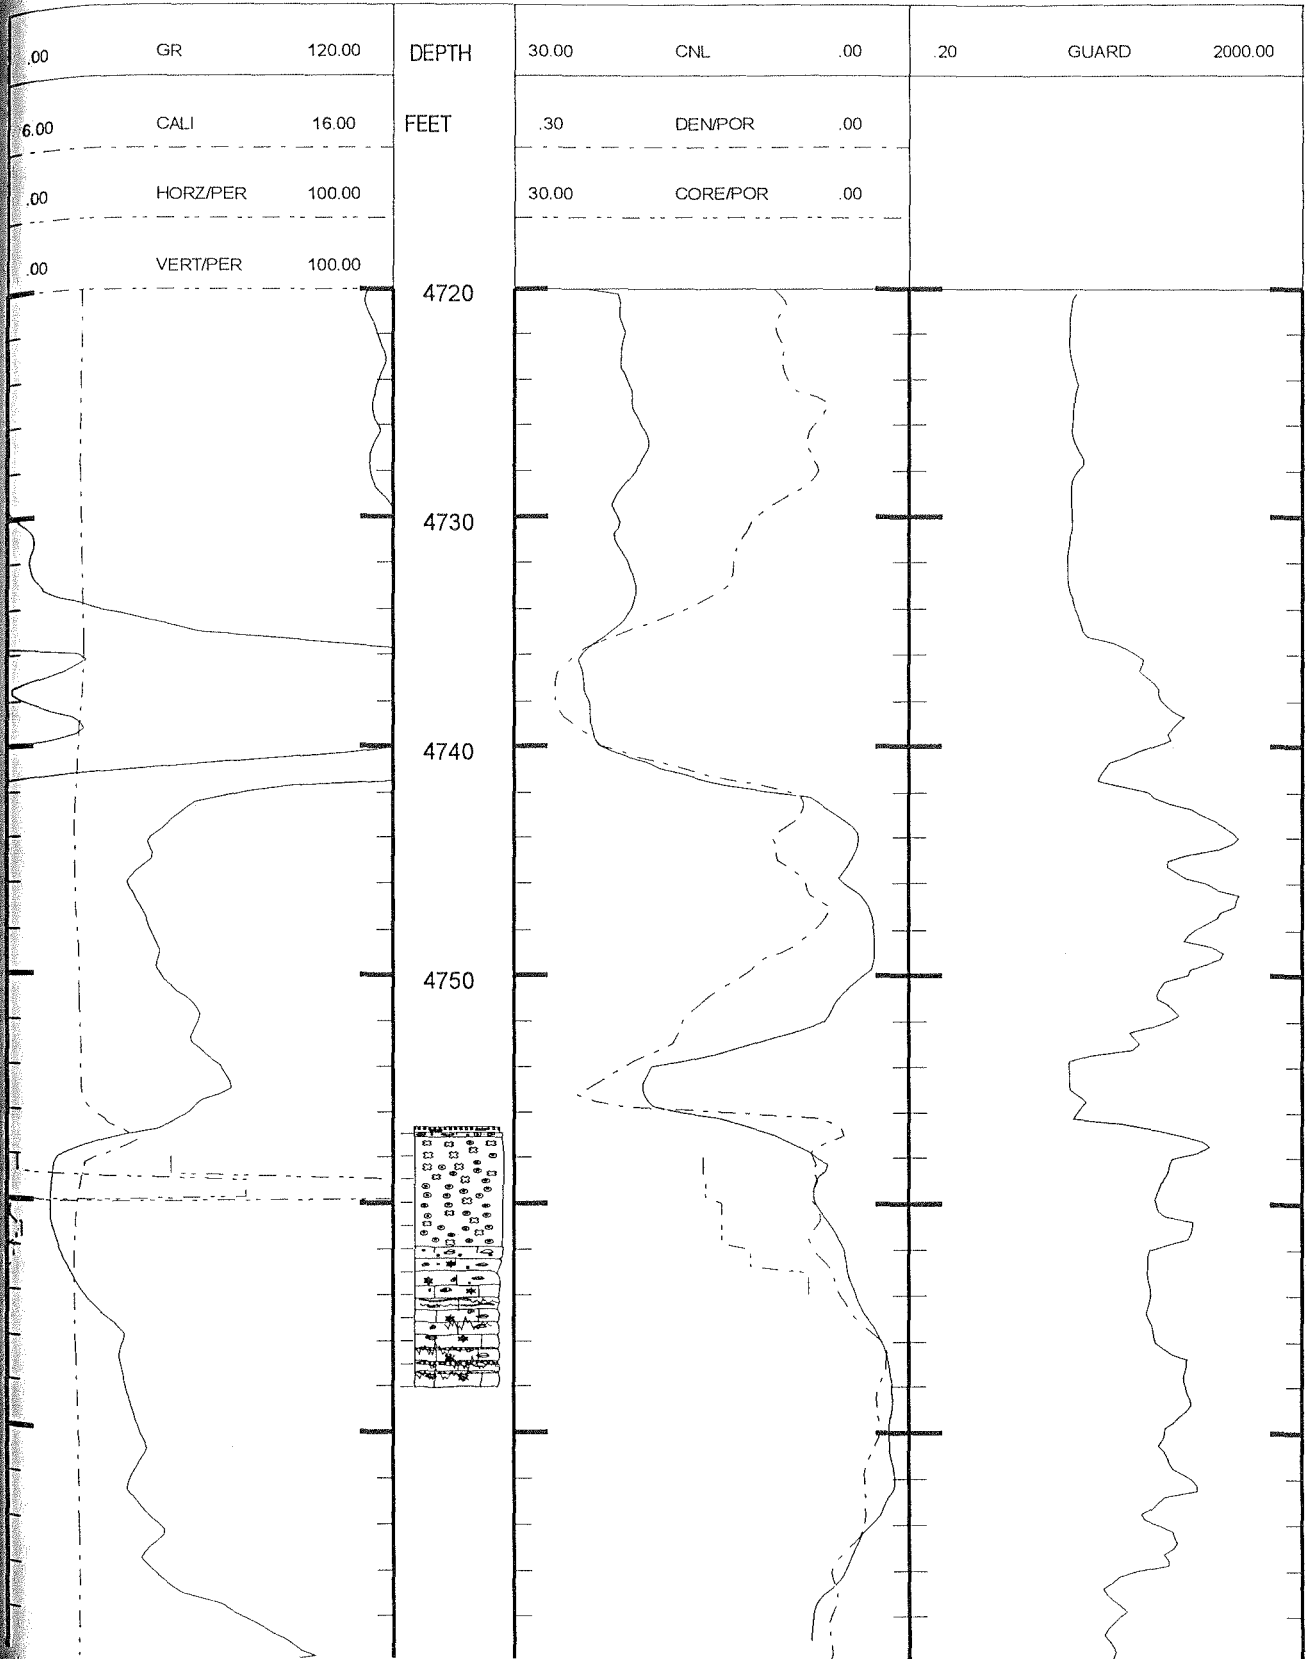 .00 GR 120.00 DEPTH 30.00 CNL .00 .20 GUARD 2000.00
6.00 CALI 16.00 FEET .30 DEN/POR .00
.00 HORZ/PER 100.00 30.00 CORE/POR .00
.00 VERT/PER 100.00
4720
4730
4740
4750